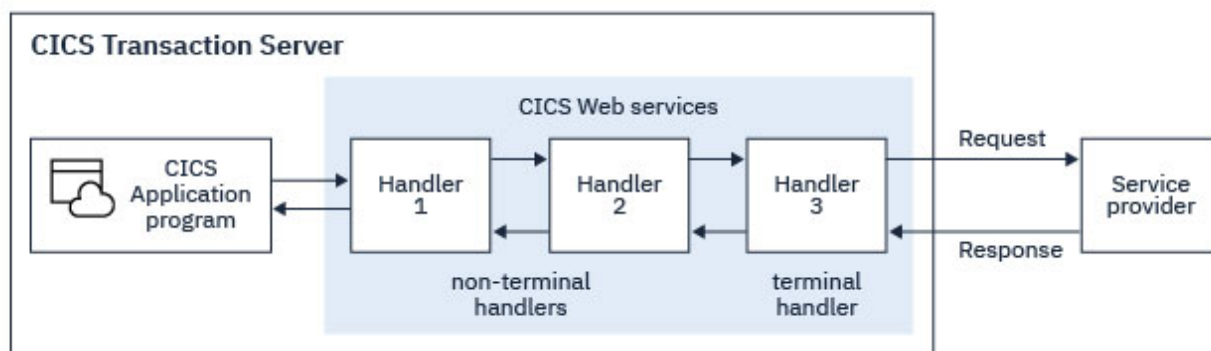 CICS Transaction Server
CICS Web services
CICS
Application
program
Handler
1
Handler
2
Handler
3
Request
Response
Service
provider
non-terminal
handlers
terminal
handler